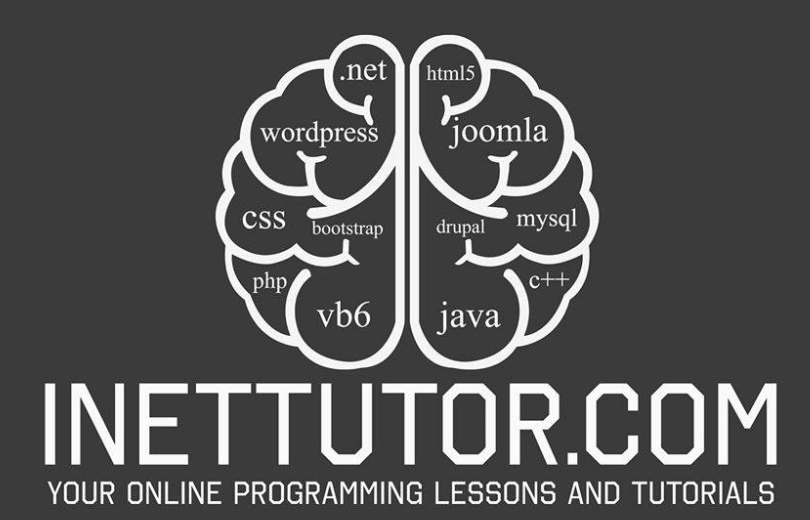 .net html5
wordpress joomla
css bootstrap drupal mysql
php c++
vb6 java
INETTUTOR.COM
YOUR ONLINE PROGRAMMING LESSONS AND TUTORIALS